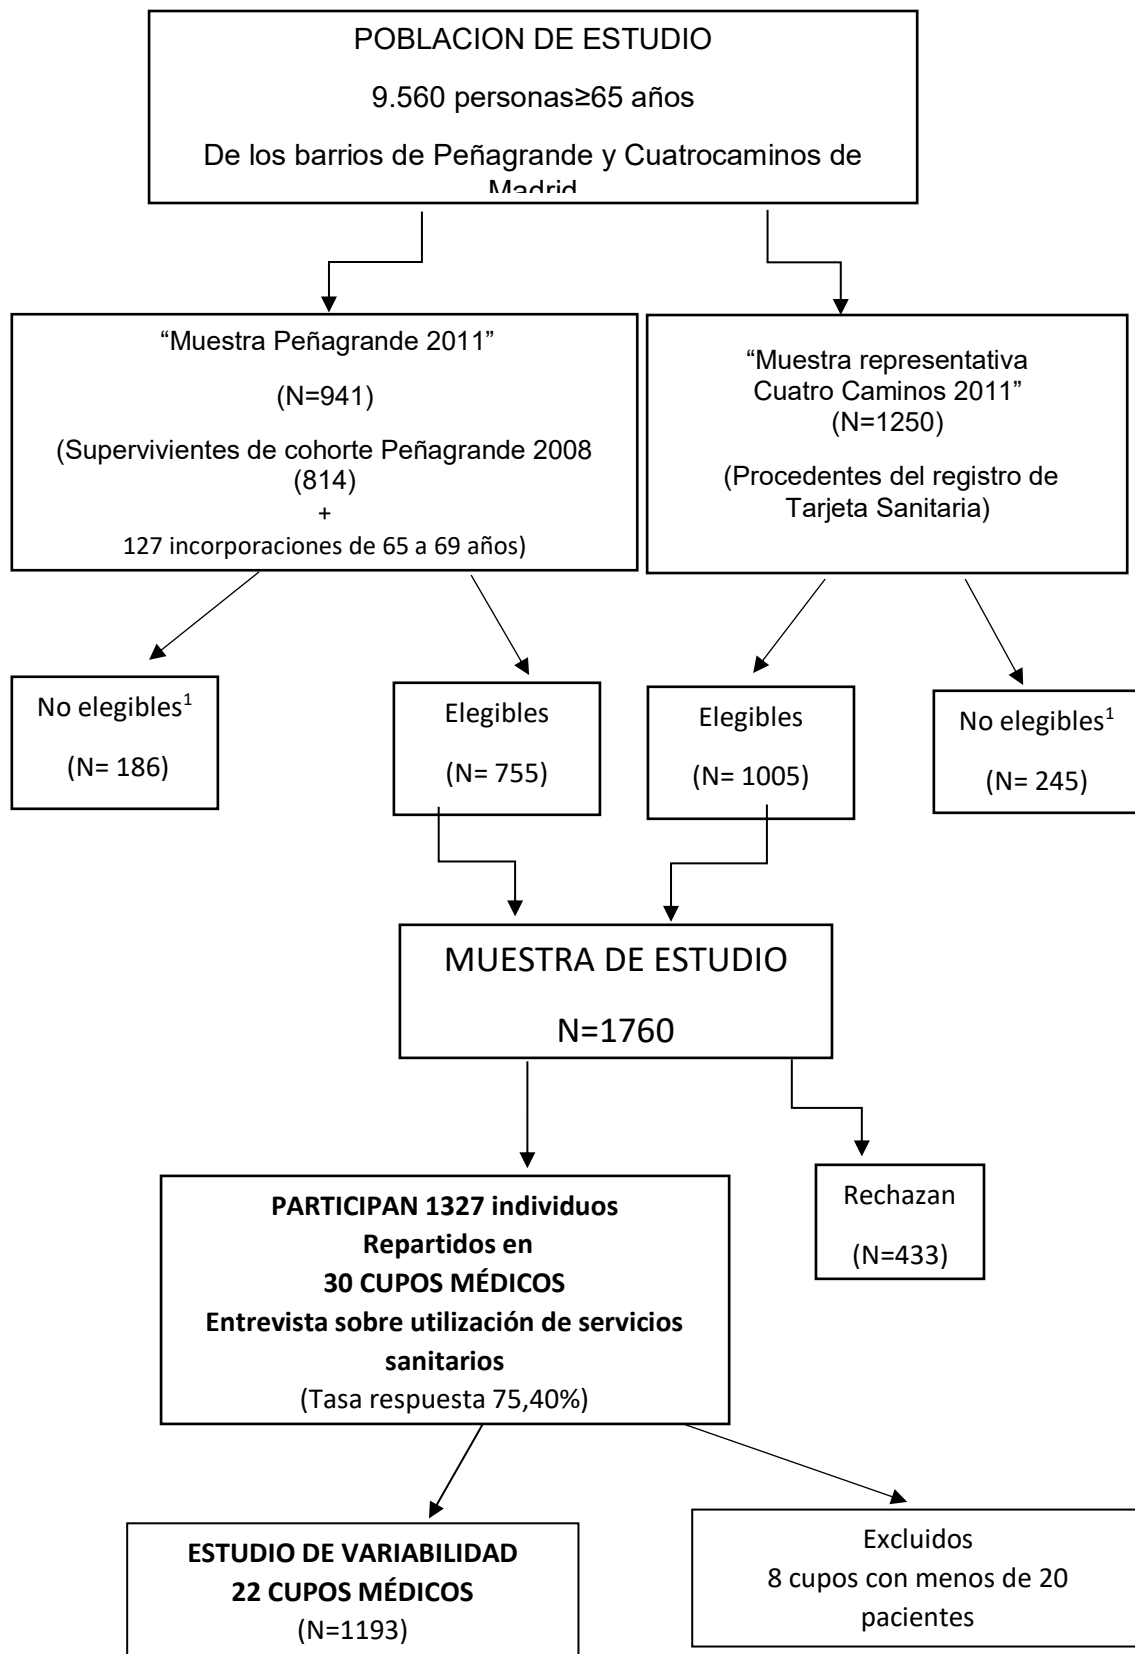 POBLACION DE ESTUDIO
9.560 personas≥65 años
De los barrios de Peñagrande y Cuatrocaminos de
Madrid
“Muestra Peñagrande 2011”
(N=941)
(Supervivientes de cohorte Peñagrande 2008
(814)
+
127 incorporaciones de 65 a 69 años)
“Muestra representativa
Cuatro Caminos 2011”
(N=1250)
(Procedentes del registro de
Tarjeta Sanitaria)
No elegibles¹
(N= 186)
Elegibles
(N= 755)
Elegibles
(N= 1005)
No elegibles¹
(N= 245)
MUESTRA DE ESTUDIO
N=1760
PARTICIPAN 1327 individuos
Repartidos en
30 CUPOS MÉDICOS
Entrevista sobre utilización de servicios
sanitarios
(Tasa respuesta 75,40%)
Rechazan
(N=433)
ESTUDIO DE VARIABILIDAD
22 CUPOS MÉDICOS
(N=1193)
Excluidos
8 cupos con menos de 20
pacientes